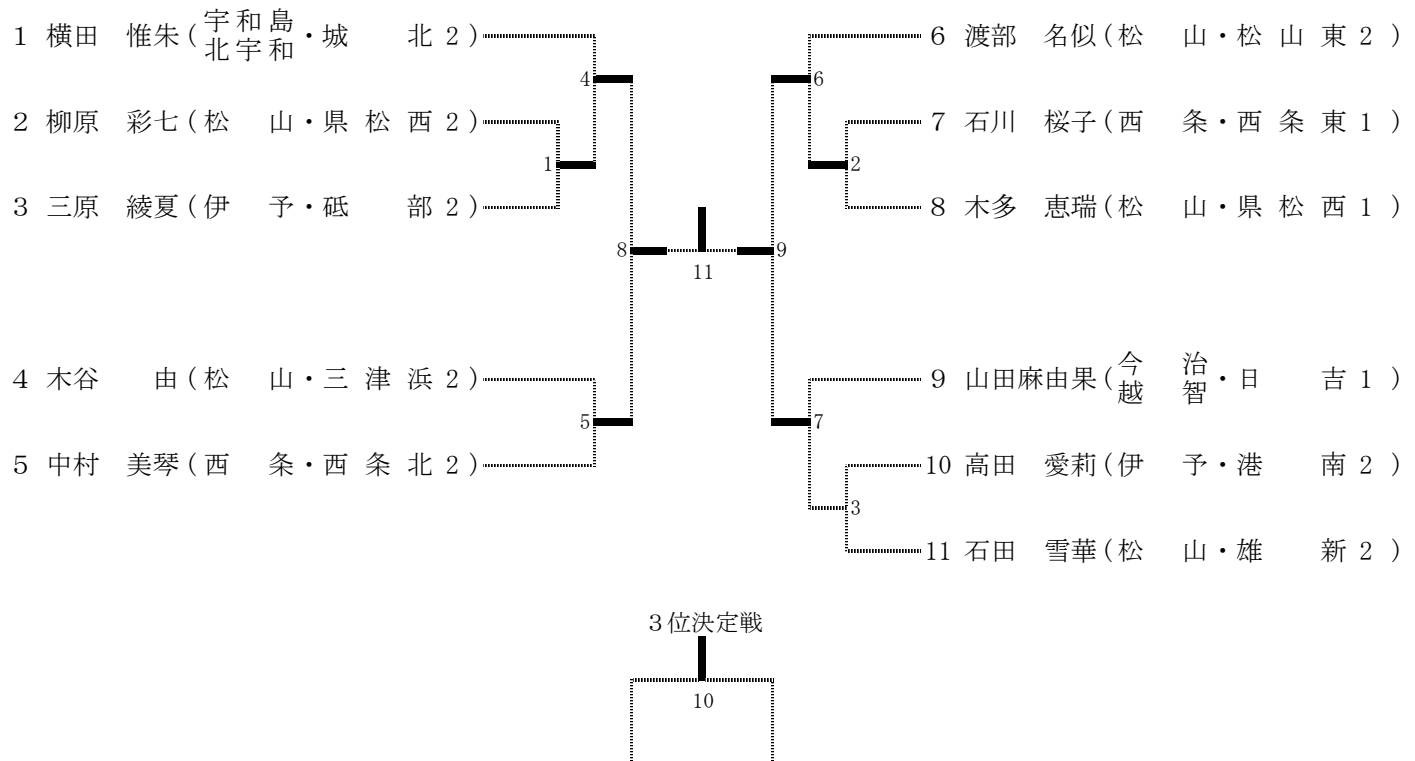 1 横田　惟朱(宇和島北宇和・城　北2)
4
2 柳原　彩七(松　山・県松西2)
1
3 三原　綾夏(伊　予・砥　部2)
8
4 木谷　　由(松　山・三津浜2)
5
5 中村　美琴(西　条・西条北2)
11
6 渡部　名似(松　山・松山東2)
6
7 石川　桜子(西　条・西条東1)
2
8 木多　恵瑞(松　山・県松西1)
9
9 山田麻由果(今治越智・日　吉1)
7
10 高田　愛莉(伊　予・港　南2)
3
11 石田　雪華(松　山・雄　新2)
3位決定戦
10